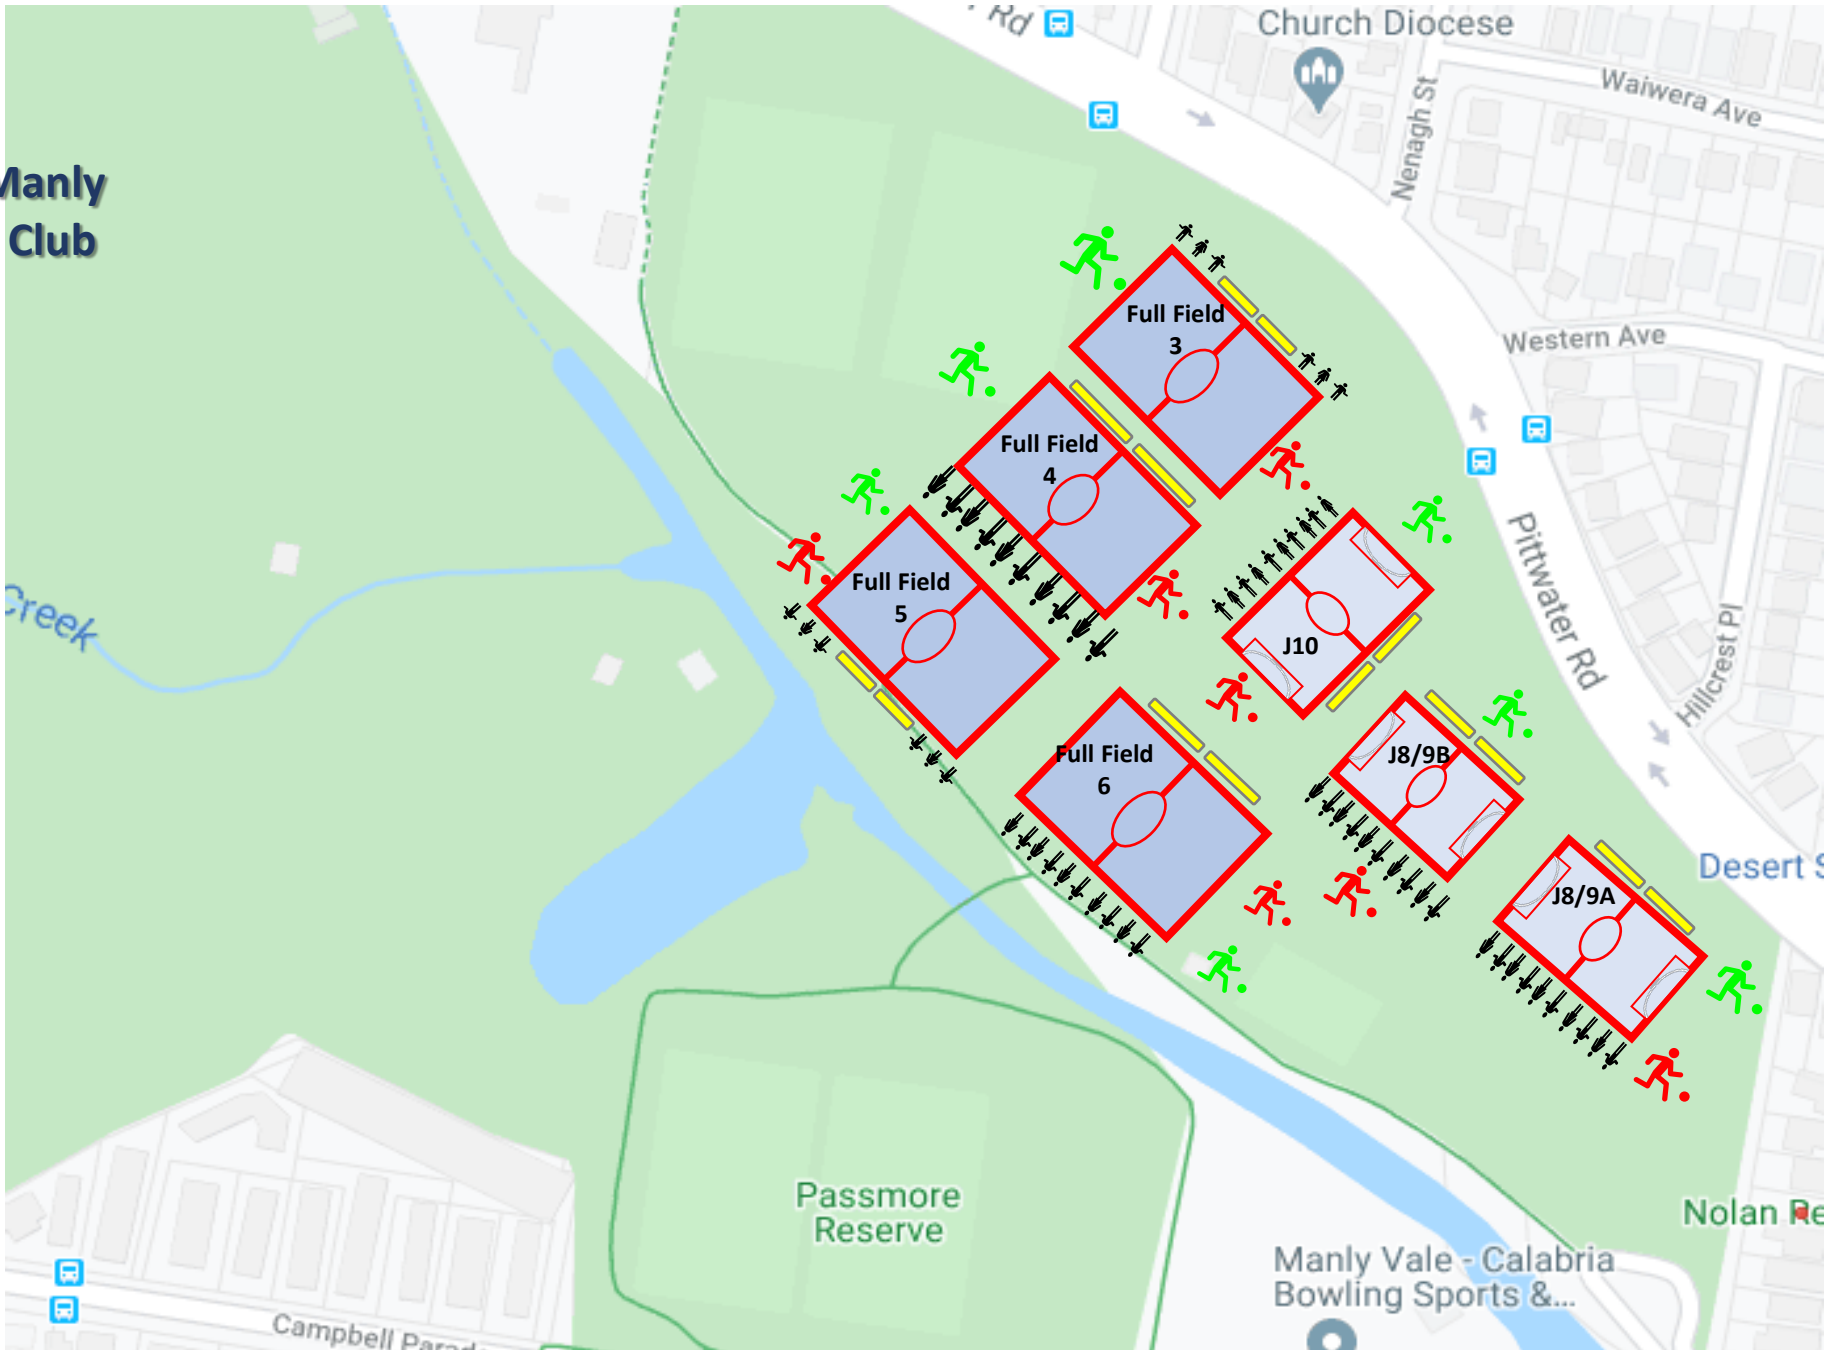 Rd
Church Diocese
Waiwera Ave
Nenagh St
Manly
Club
Full Field
3
Western Ave
Full Field
4
Full Field
5
Creek
J10
Pittwater Rd
Hillcrest Pl
Full Field
6
J8/9B
J8/9A
Desert S
Passmore
Reserve
Nolan Re
Manly Vale - Calabria
Bowling Sports &...
Campbell Parad